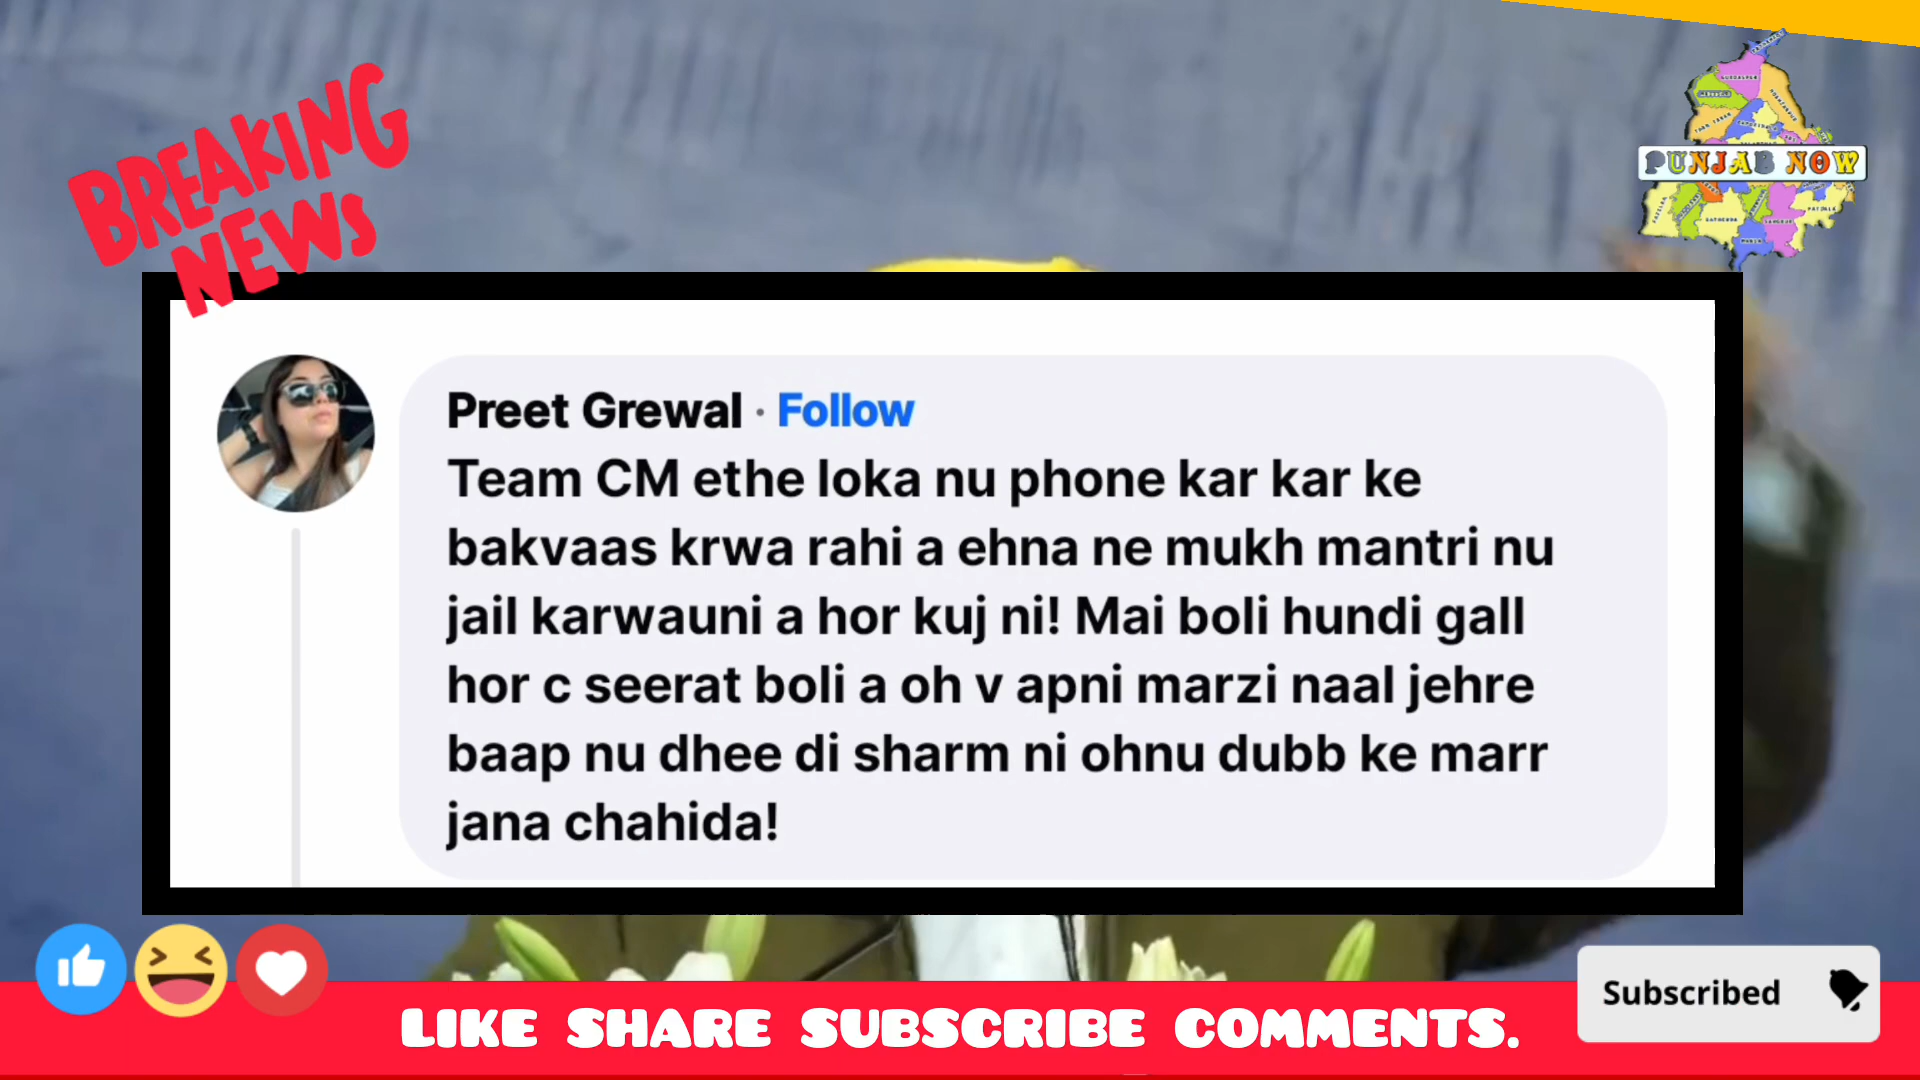 BREAKING
NEWS
PUNJAB NOW
Preet Grewal · Follow
Team CM ethe loka nu phone kar kar ke
bakvaas krwa rahi a ehna ne mukh mantri nu
jail karwauni a hor kuj ni! Mai boli hundi gall
hor c seerat boli a oh v apni marzi naal jehre
baap nu dhee di sharm ni ohnu dubb ke marr
jana chahida!
LIKE SHARE SUBSCRIBE COMMENTS.
Subscribed